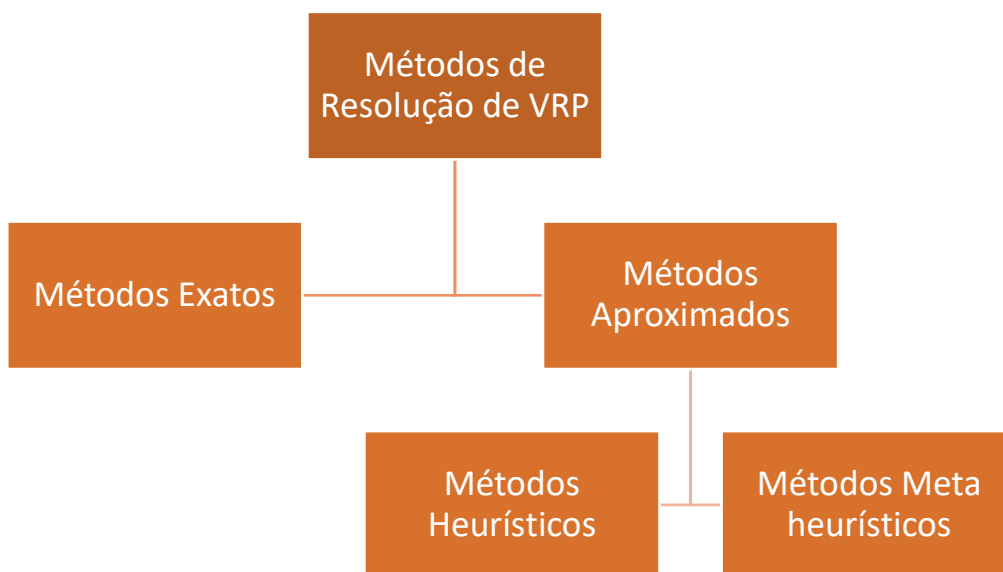 Métodos de
Resolução de VRP
Métodos Exatos
Métodos
Aproximados
Métodos
Heurísticos
Métodos Meta
heurísticos